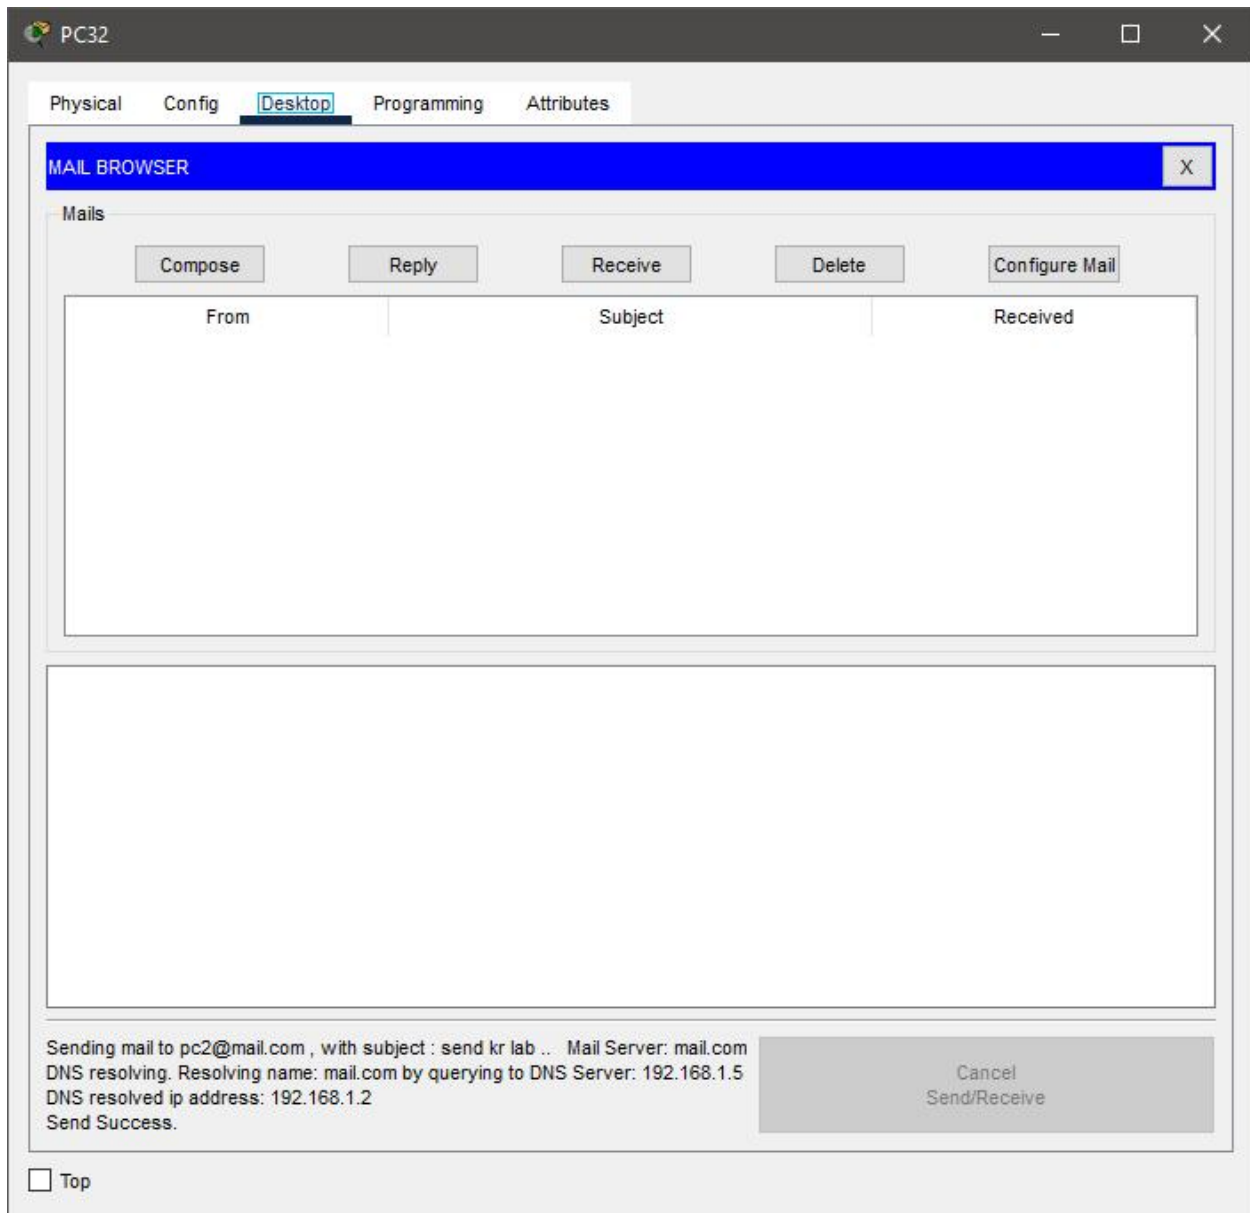 PC32
Physical Config Desktop Programming Attributes
MAIL BROWSER X
Mails
Compose Reply Receive Delete Configure Mail
From Subject Received
Sending mail to pc2@mail.com , with subject : send kr lab .. Mail Server: mail.com
DNS resolving. Resolving name: mail.com by querying to DNS Server: 192.168.1.5
DNS resolved ip address: 192.168.1.2
Send Success.
Cancel
Send/Receive
Top